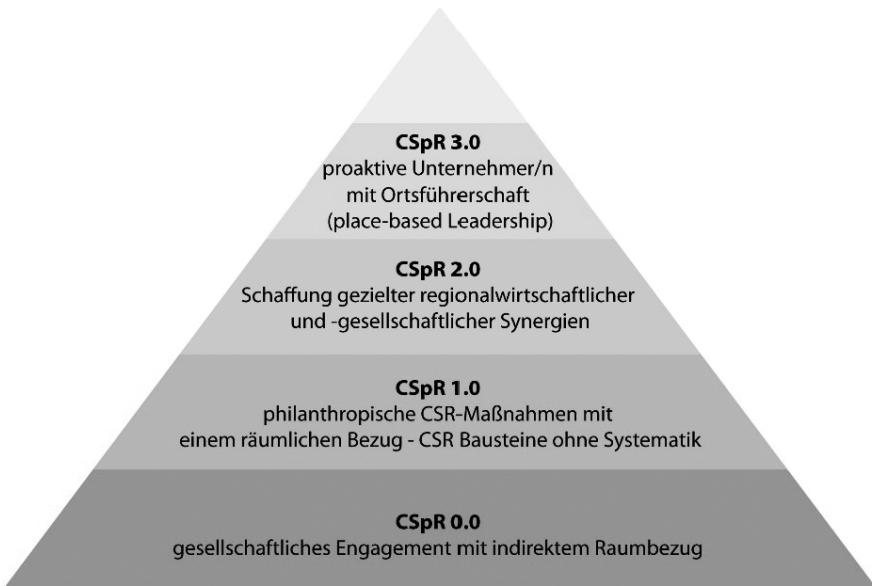 CSpR 3.0
proaktive Unternehmer/n
mit Ortsführerschaft
(place-based Leadership)
CSpR 2.0
Schaffung gezielter regionalwirtschaftlicher
und -gesellschaftlicher Synergien
CSpR 1.0
philanthropische CSR-Maßnahmen mit
einem räumlichen Bezug - CSR Bausteine ohne Systematik
CSpR 0.0
gesellschaftliches Engagement mit indirektem Raumbezug